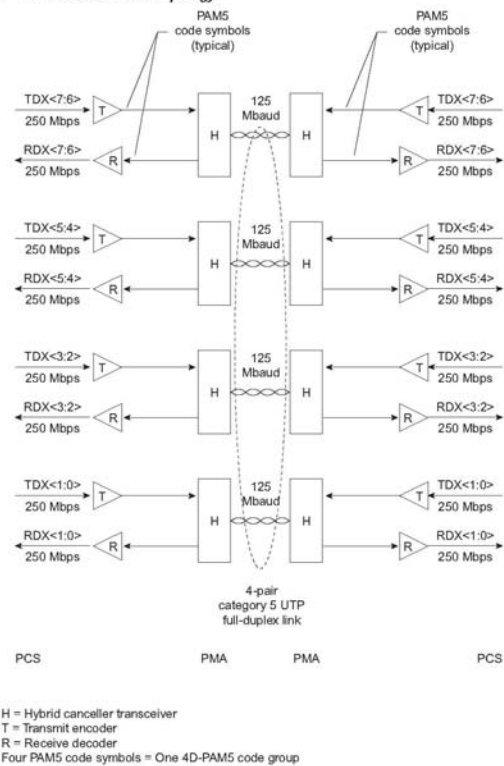 PAM5
code symbols
(typical)
PAM5
code symbols
(typical)
TDX<7:6>
250 Mbps
T
RDX<7:6>
250 Mbps
R
H
125
Mbaud
H
TDX<7:6>
250 Mbps
T
RDX<7:6>
250 Mbps
R
TDX<5:4>
250 Mbps
T
RDX<5:4>
250 Mbps
R
H
125
Mbaud
H
TDX<5:4>
250 Mbps
T
RDX<5:4>
250 Mbps
R
TDX<3:2>
250 Mbps
T
RDX<3:2>
250 Mbps
R
H
125
Mbaud
H
TDX<3:2>
250 Mbps
T
RDX<3:2>
250 Mbps
R
TDX<1:0>
250 Mbps
T
RDX<1:0>
250 Mbps
R
H
125
Mbaud
H
TDX<1:0>
250 Mbps
T
RDX<1:0>
250 Mbps
R
4-pair
category 5 UTP
full-duplex link
PCS PMA PMA PCS
H = Hybrid canceller transceiver
T = Transmit encoder
R = Receive decoder
Four PAM5 code symbols = One 4D-PAM5 code group